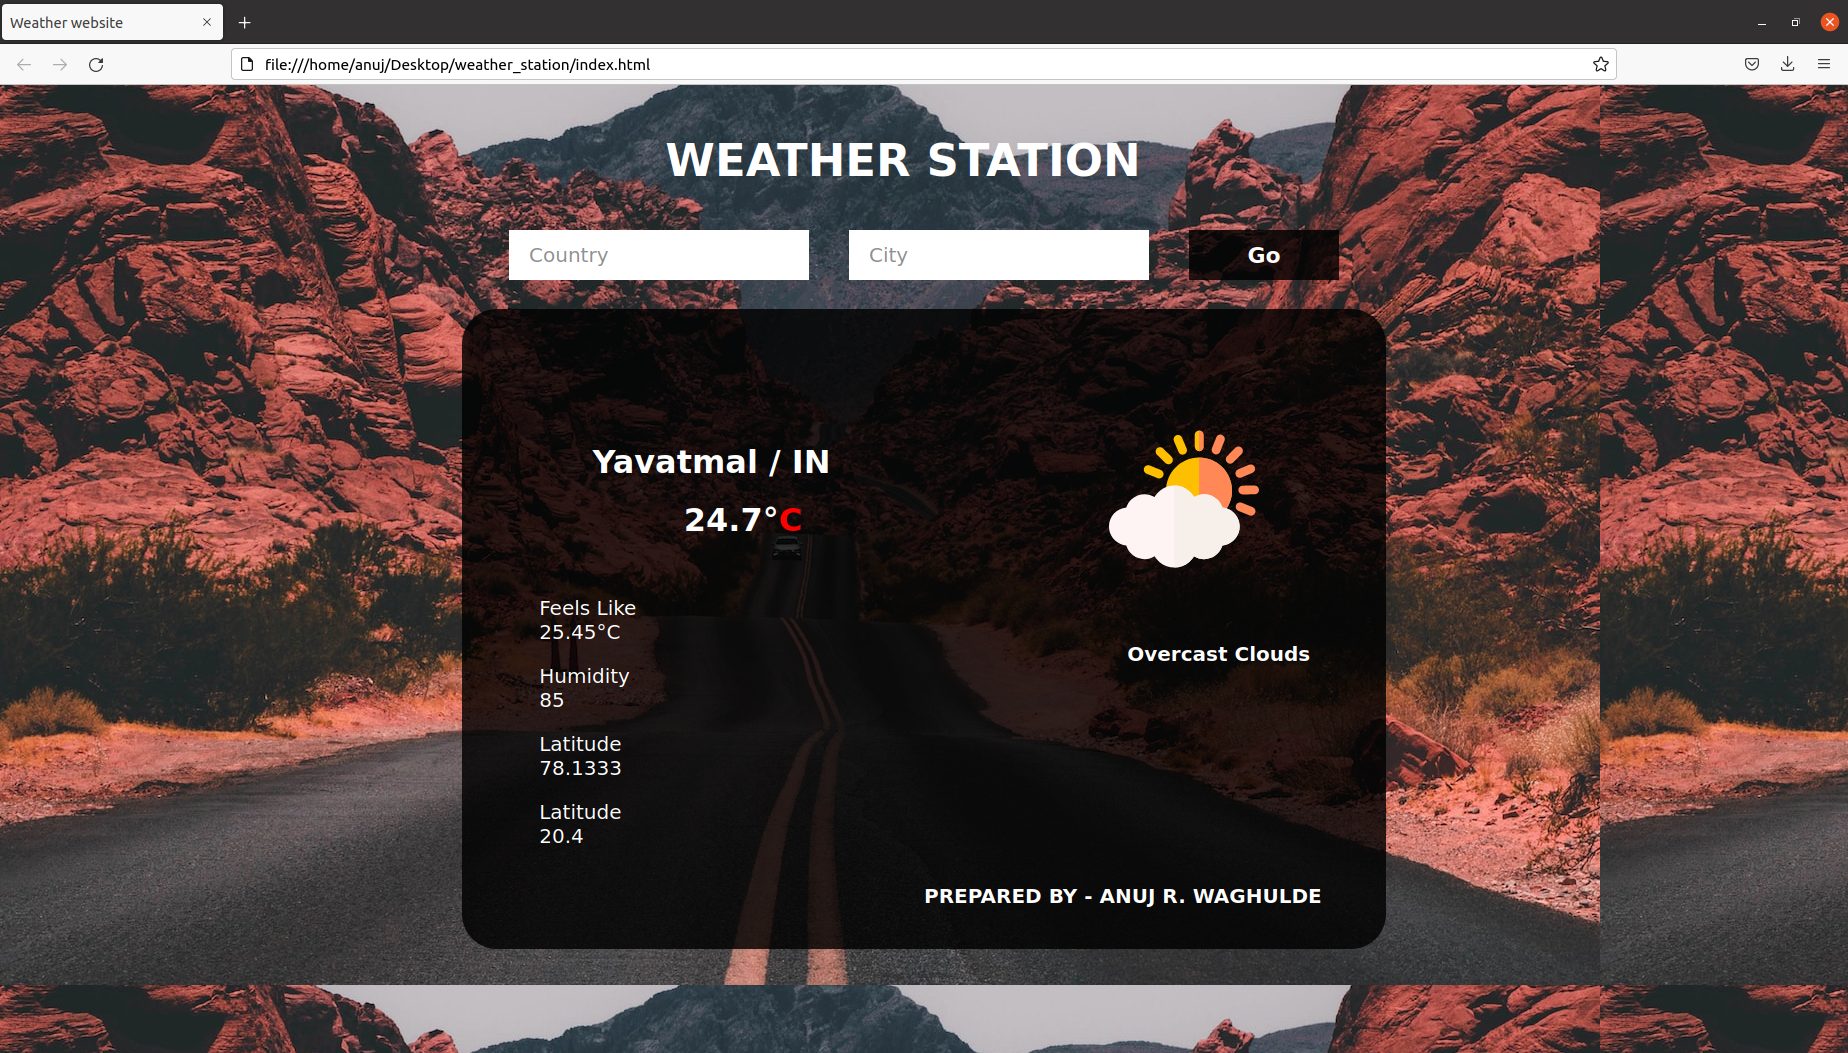 Weather website
file:///home/anuj/Desktop/weather_station/index.html
WEATHER STATION
Country
City
Go
Yavatmal / IN
24.7°C
Feels Like
25.45°C
Humidity
85
Latitude
78.1333
Latitude
20.4
Overcast Clouds
PREPARED BY - ANUJ R. WAGHULDE